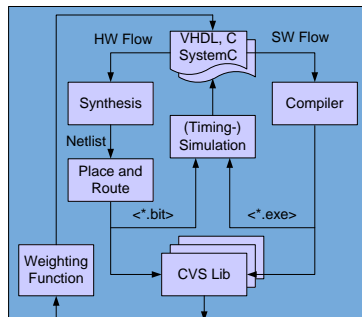 HW Flow
VHDL, C
SystemC
SW Flow
Synthesis
Compiler
(Timing-)
Simulation
Netlist
Place and
Route
<*.bit>
<*.exe>
Weighting
Function
CVS Lib